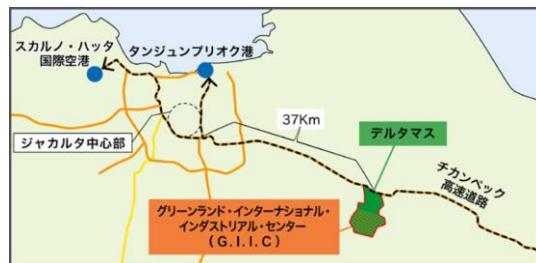 スカルノ・ハッタ
国際空港
タンジュンプリオク港
ジャカルタ中心部
37Km
デルタマス
チカンペック
高速道路
グリーンランド・インターナショナル・
インダストリアル・センター
(G.I.I.C)